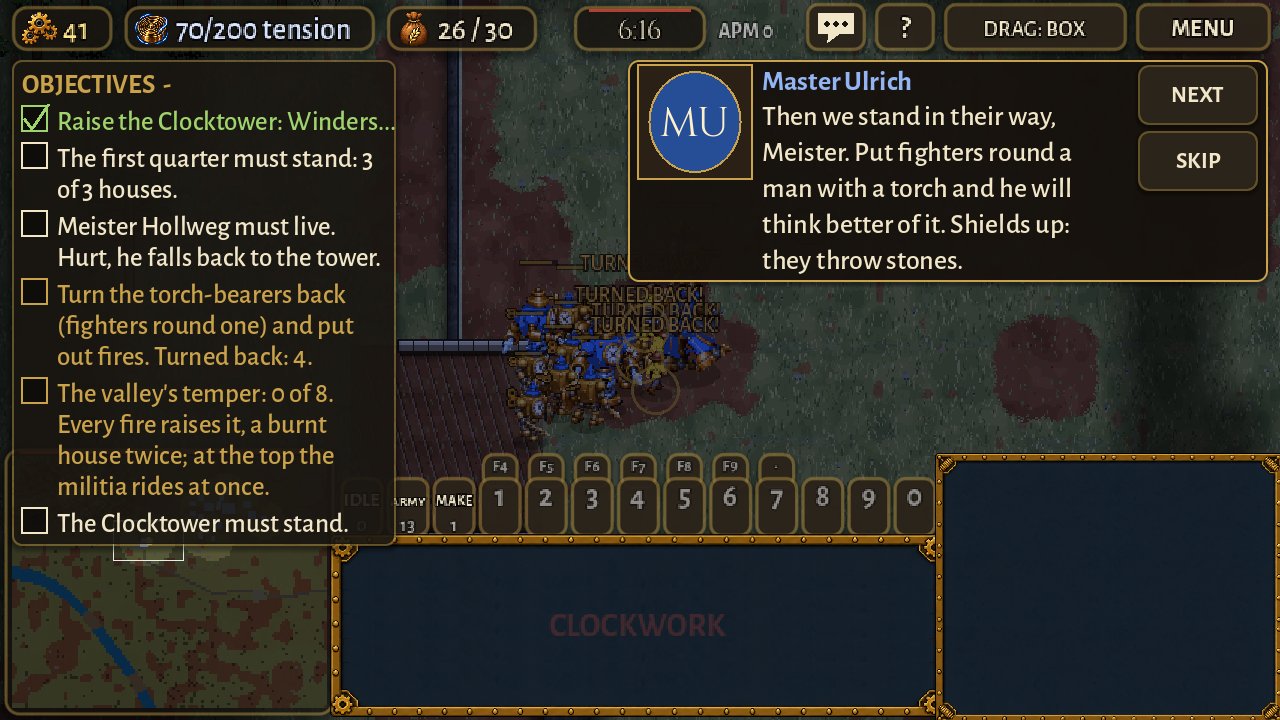 41
70/200 tension
26 / 30
6:16
APM 0
?
DRAG: BOX
MENU
OBJECTIVES -
Raise the Clocktower: Winders...
The first quarter must stand: 3
of 3 houses.
Meister Hollweg must live.
Hurt, he falls back to the tower.
Turn the torch-bearers back
(fighters round one) and put
out fires. Turned back: 4.
The valley's temper: 0 of 8.
Every fire raises it, a burnt
house twice; at the top the
militia rides at once.
The Clocktower must stand.
MU
Master Ulrich
Then we stand in their way,
Meister. Put fighters round a
man with a torch and he will
think better of it. Shields up:
they throw stones.
NEXT
SKIP
TURNED BACK!
TURNED BACK!
TURNED BACK!
F4 F5 F6 F7 F8 F9 .
IDLE ARMY MAKE 1 2 3 4 5 6 7 8 9 0
0 13 1
CLOCKWORK